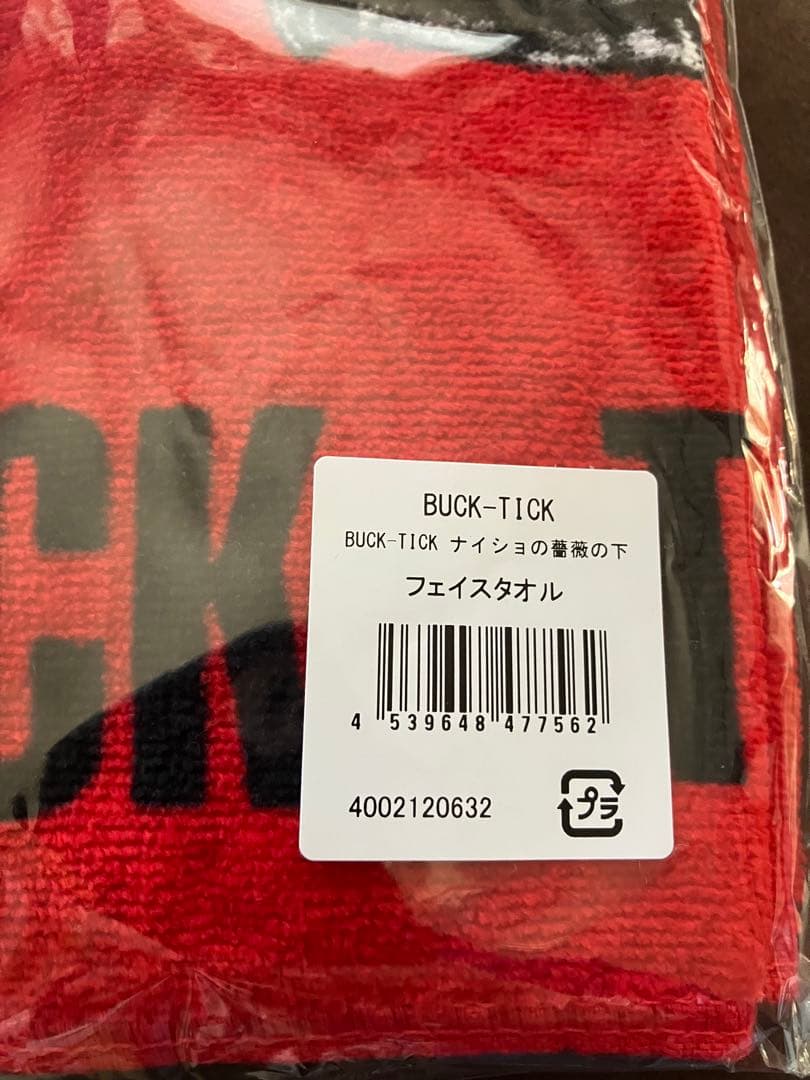 CK T
BUCK-TICK
BUCK-TICK ナイショの薔薇の下
フェイスタオル
4 539648 477562
4002120632
プラ